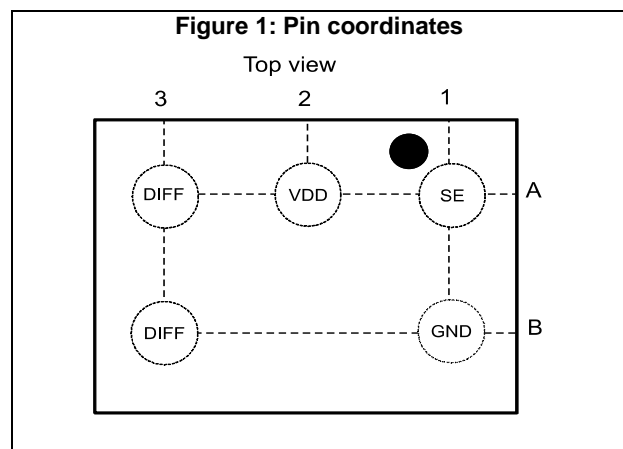 Figure 1: Pin coordinates
Top view
3 2 1
DIFF VDD SE A
DIFF GND B